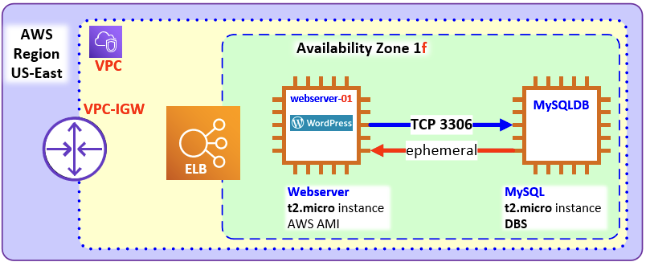 AWS
Region
US-East
VPC
VPC-IGW
ELB
Availability Zone 1f
webserver-01
WordPress
TCP 3306
ephemeral
MySQLDB
Webserver
t2.micro instance
AWS AMI
MySQL
t2.micro instance
DBS